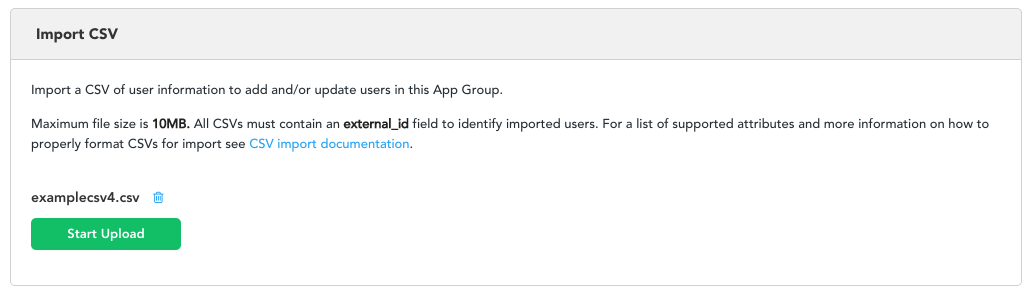 Import CSV
Import a CSV of user information to add and/or update users in this App Group.
Maximum file size is 10MB. All CSVs must contain an external_id field to identify imported users. For a list of supported attributes and more information on how to
properly format CSVs for import see CSV import documentation.
examplecsv4.csv
Start Upload